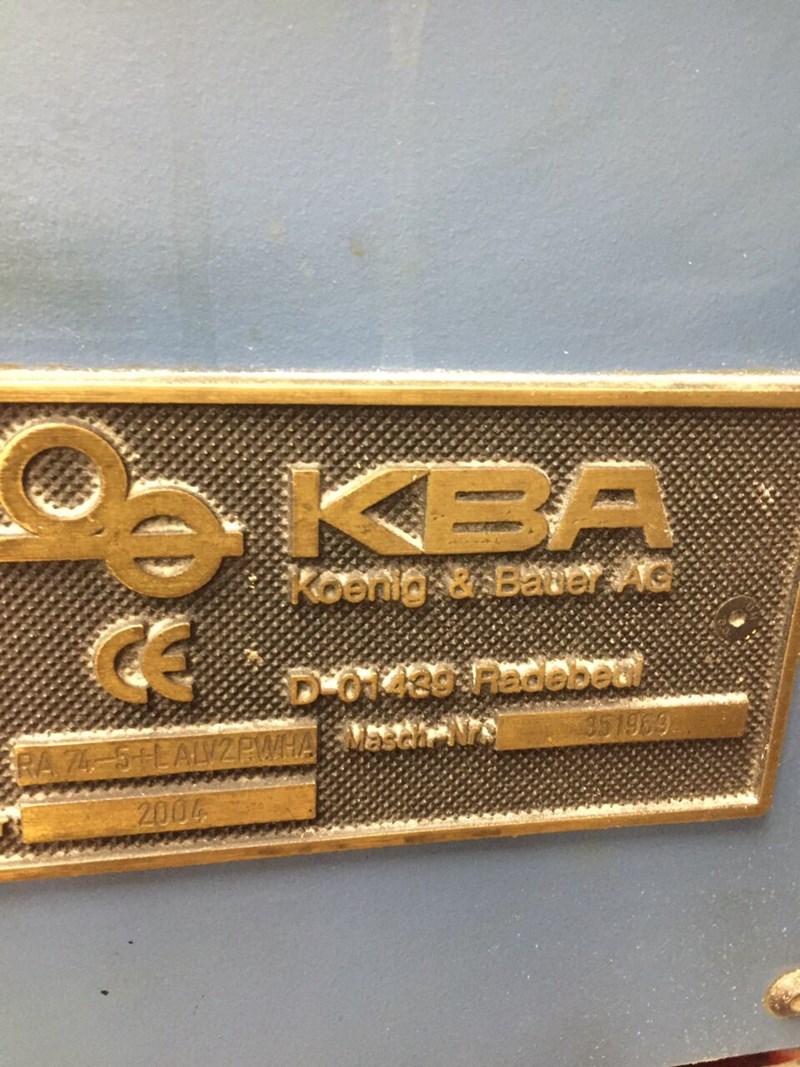 KBA
Koenig & Bauer AG
CE
D-01439 Radebeul
Masch.-Nr. 351969
RA 74-5+L ALV2 PWHA
2004